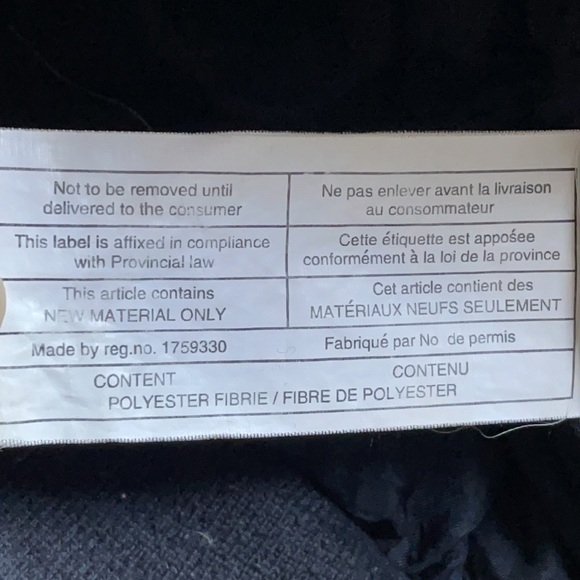 Not to be removed until
delivered to the consumer
Ne pas enlever avant la livraison
au consommateur
This label is affixed in compliance
with Provincial law
Cette étiquette est apposée
conformément à la loi de la province
This article contains
NEW MATERIAL ONLY
Cet article contient des
MATÉRIAUX NEUFS SEULEMENT
Made by reg.no. 1759330
Fabriqué par No de permis
CONTENT
CONTENU
POLYESTER FIBRIE / FIBRE DE POLYESTER